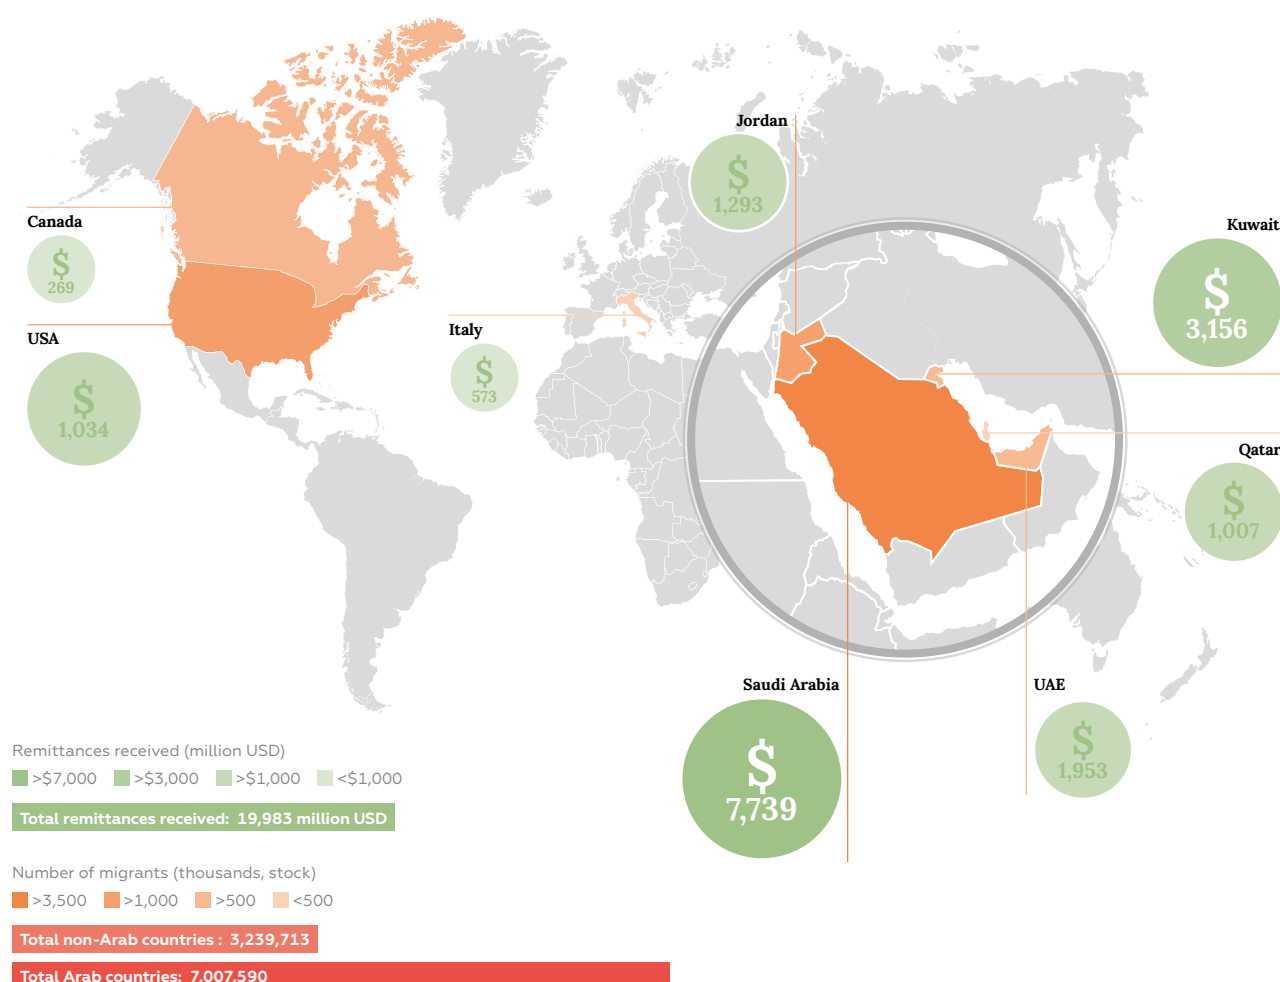 Jordan
$
1,293
Canada
$
269
Kuwait
$
3,156
USA
$
1,034
Italy
$
573
Qatar
$
1,007
Saudi Arabia
$
7,739
UAE
$
1,953
Remittances received (million USD)
>$7,000 >$3,000 >$1,000 <$1,000
Total remittances received: 19,983 million USD
Number of migrants (thousands, stock)
>3,500 >1,000 >500 <500
Total non-Arab countries : 3,239,713
Total Arab countries: 7,007,590